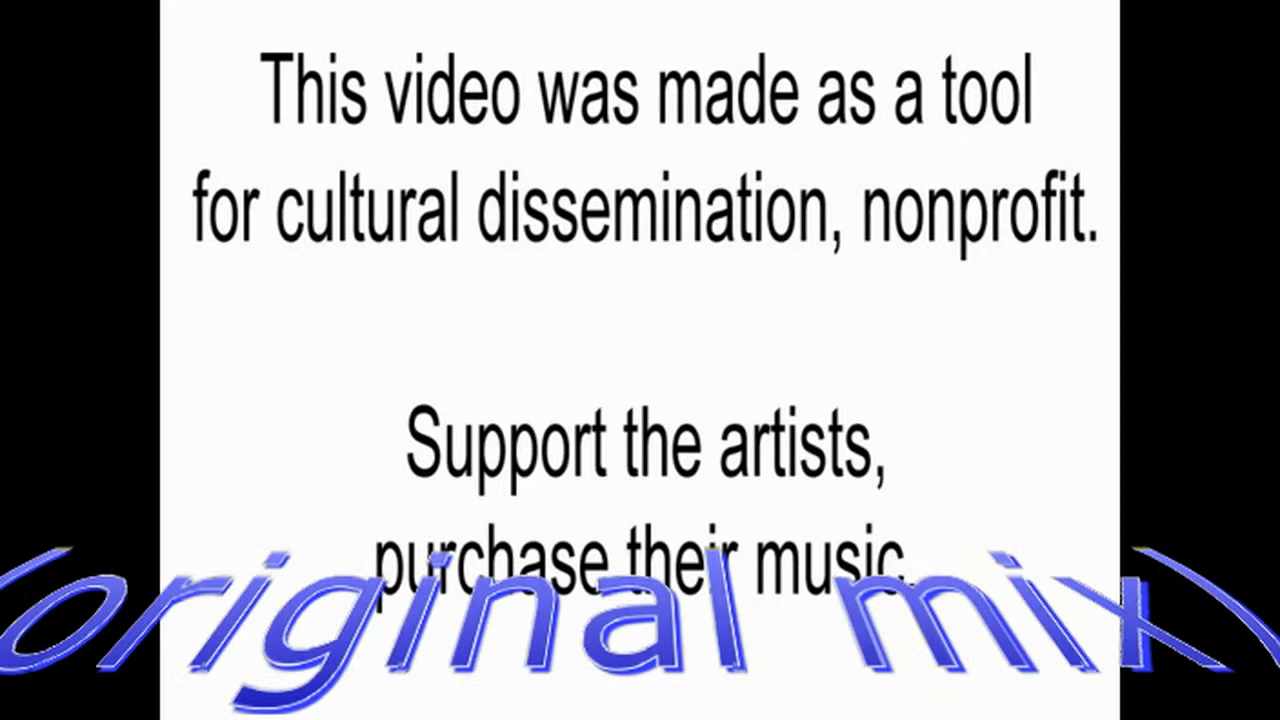 This video was made as a tool
for cultural dissemination, nonprofit.
Support the artists,
purchase their music.
(original mix)